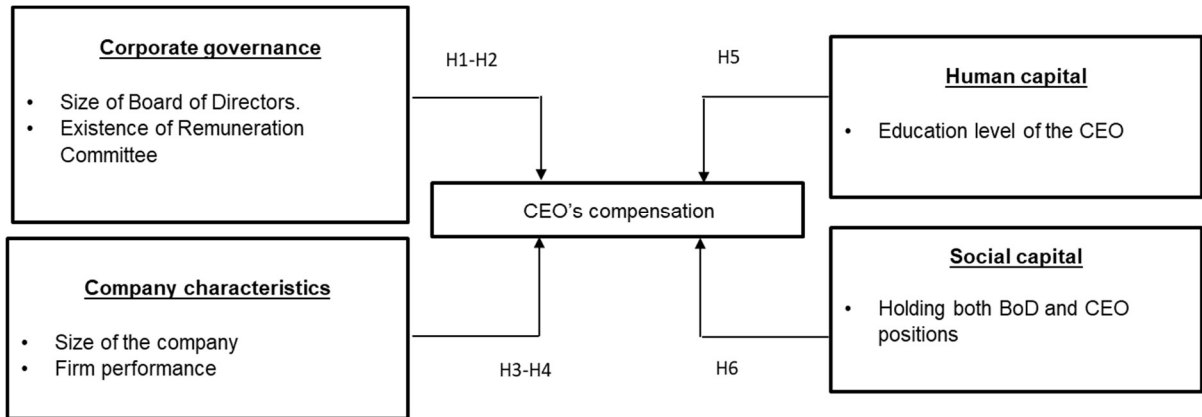 Corporate governance
• Size of Board of Directors.
• Existence of Remuneration
Committee
H1-H2
H5
Human capital
• Education level of the CEO
CEO’s compensation
Company characteristics
• Size of the company
• Firm performance
H3-H4
H6
Social capital
• Holding both BoD and CEO
positions